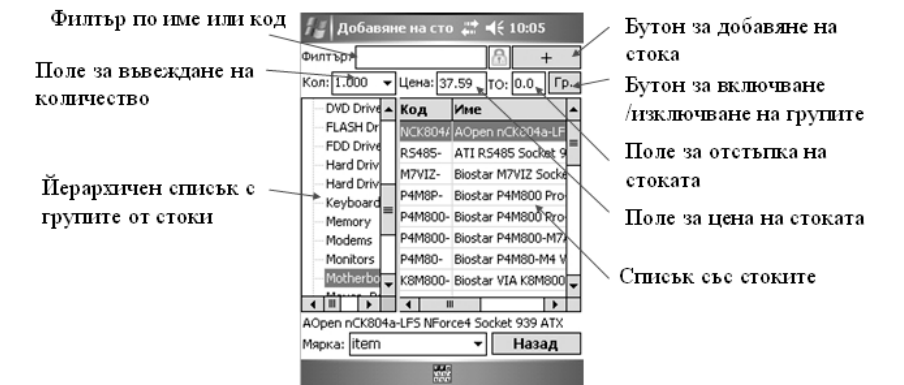 Филтър по име или код
Поле за въвеждане на
количество
Йерархичен списък с
групите от стоки
Добавяне на сто 10:05
Филтър:
+
Кол: 1.000 Цена: 37.59 ТО: 0.0 Гр..
DVD Drive
FLASH Dr
FDD Drive
Hard Driv
Hard Driv
Keyboard
Memory
Modems
Monitors
Motherbo
Код Име
NCK804A AOpen nCK804a-LF
RS485- ATI RS485 Socket 9
M7VIZ- Biostar M7VIZ Socke
P4M8P- Biostar P4M800 Pro-
P4M800- Biostar P4M800 Pro-
P4M800- Biostar P4M800-M7A
P4M80- Biostar P4M80-M4 V
K8M800- Biostar VIA K8M800
AOpen nCK804a-LFS NForce4 Socket 939 ATX
Мярка: item Назад
Бутон за добавяне на
стока
Бутон за включване
/изключване на групите
Поле за отстъпка на
стоката
Поле за цена на стоката
Списък със стоките